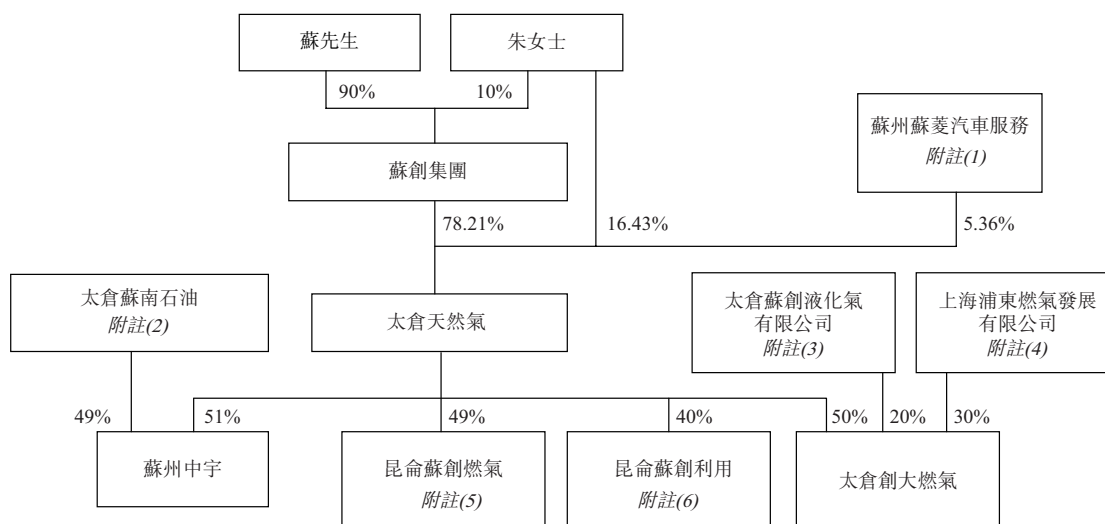 蘇先生
朱女士
90%
10%
蘇創集團
蘇州蘇菱汽車服務
附註(1)
78.21%
16.43%
5.36%
太倉蘇南石油
附註(2)
太倉天然氣
太倉蘇創液化氣
有限公司
附註(3)
上海浦東燃氣發展
有限公司
附註(4)
49%
51%
49%
40%
50%
20%
30%
蘇州中宇
昆侖蘇創燃氣
附註(5)
昆侖蘇創利用
附註(6)
太倉創大燃氣